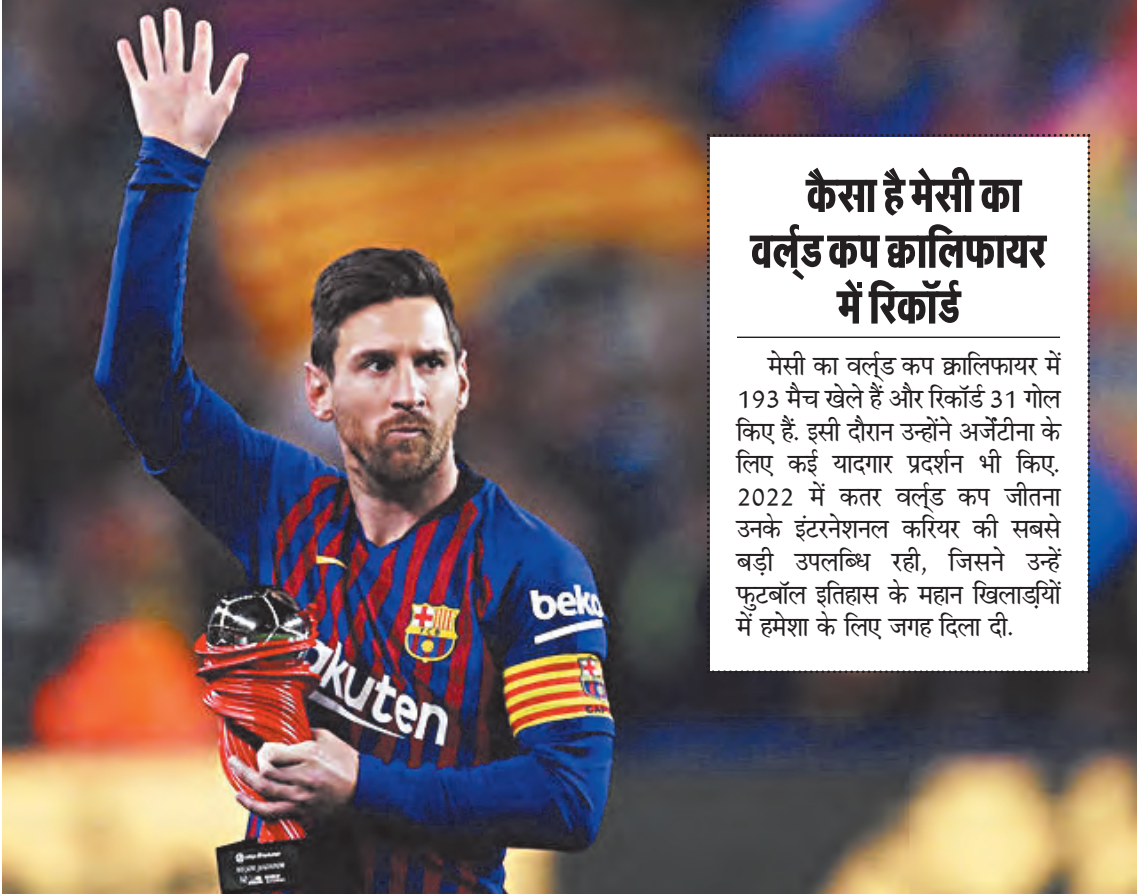 कैसा है मेसी का
वर्ल्ड कप क्वालिफायर
में रिकॉर्ड
मेसी का वर्ल्ड कप क्वालिफायर में
193 मैच खेले हैं और रिकॉर्ड 31 गोल
किए हैं. इसी दौरान उन्होंने अर्जेंटीना के
लिए कई यादगार प्रदर्शन भी किए.
2022 में कतर वर्ल्ड कप जीतना
उनके इंटरनेशनल करियर की सबसे
बड़ी उपलब्धि रही, जिसने उन्हें
फुटबॉल इतिहास के महान खिलाड़ियों
में हमेशा के लिए जगह दिला दी.
beko
FCB
akuten